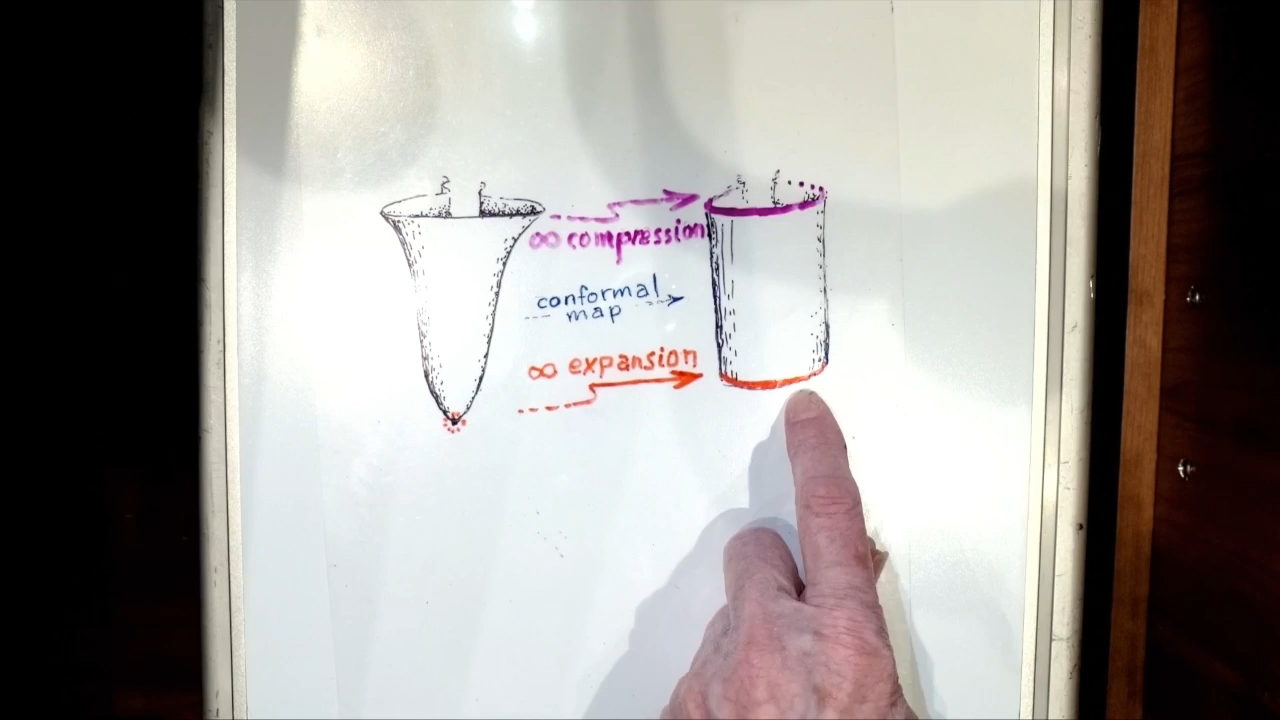 ∞ compression
conformal
map
∞ expansion